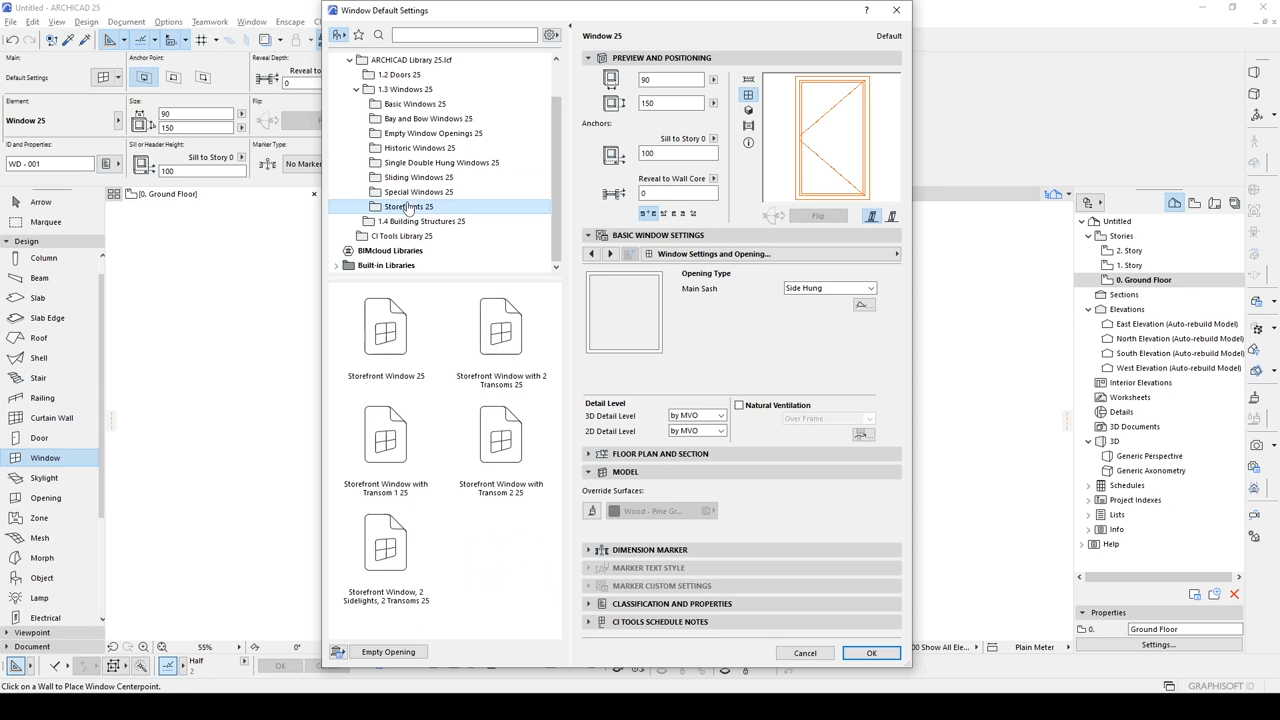 Untitled - ARCHICAD 25
File Edit View Design Document Options Teamwork Window Enscape
Main:
Default Settings
Anchor Point:
Reveal Depth:
Reveal to
0
Element:
Window 25
Size:
90
150
Flip:
ID and Properties:
WD - 001
Sill or Header Height:
Sill to Story 0
100
Marker Type:
No Marker
[0. Ground Floor]
Arrow
Marquee
Design
Column
Beam
Slab
Slab Edge
Roof
Shell
Stair
Railing
Curtain Wall
Door
Window
Skylight
Opening
Zone
Mesh
Morph
Object
Lamp
Electrical
Viewpoint
Document
Window Default Settings
ARCHICAD Library 25.lcf
1.2 Doors 25
1.3 Windows 25
Basic Windows 25
Bay and Bow Windows 25
Empty Window Openings 25
Historic Windows 25
Single Double Hung Windows 25
Sliding Windows 25
Special Windows 25
Storefronts 25
1.4 Building Structures 25
CI Tools Library 25
BIMcloud Libraries
Built-in Libraries
Storefront Window 25
Storefront Window with 2 Transoms 25
Storefront Window with Transom 1 25
Storefront Window with Transom 2 25
Storefront Window, 2 Sidelights, 2 Transoms 25
Empty Opening
Window 25
Default
PREVIEW AND POSITIONING
90
150
Anchors:
Sill to Story 0
100
Reveal to Wall Core
0
Flip
BASIC WINDOW SETTINGS
Window Settings and Opening...
Opening Type
Main Sash
Side Hung
Detail Level
3D Detail Level
by MVO
2D Detail Level
by MVO
Natural Ventilation
Over Frame
FLOOR PLAN AND SECTION
MODEL
Override Surfaces:
Wood - Pine Gr...
DIMENSION MARKER
MARKER TEXT STYLE
MARKER CUSTOM SETTINGS
CLASSIFICATION AND PROPERTIES
CI TOOLS SCHEDULE NOTES
Cancel
OK
Untitled
Stories
2. Story
1. Story
0. Ground Floor
Sections
Elevations
East Elevation (Auto-rebuild Model)
North Elevation (Auto-rebuild Model)
South Elevation (Auto-rebuild Model)
West Elevation (Auto-rebuild Model)
Interior Elevations
Worksheets
Details
3D Documents
3D
Generic Perspective
Generic Axonometry
Schedules
Project Indexes
Lists
Info
Help
Properties
0.
Ground Floor
Settings...
55%
0°
00 Show All Ele...
Plain Meter
Half
2
OK
Click on a Wall to Place Window Centerpoint.
GRAPHISOFT ID